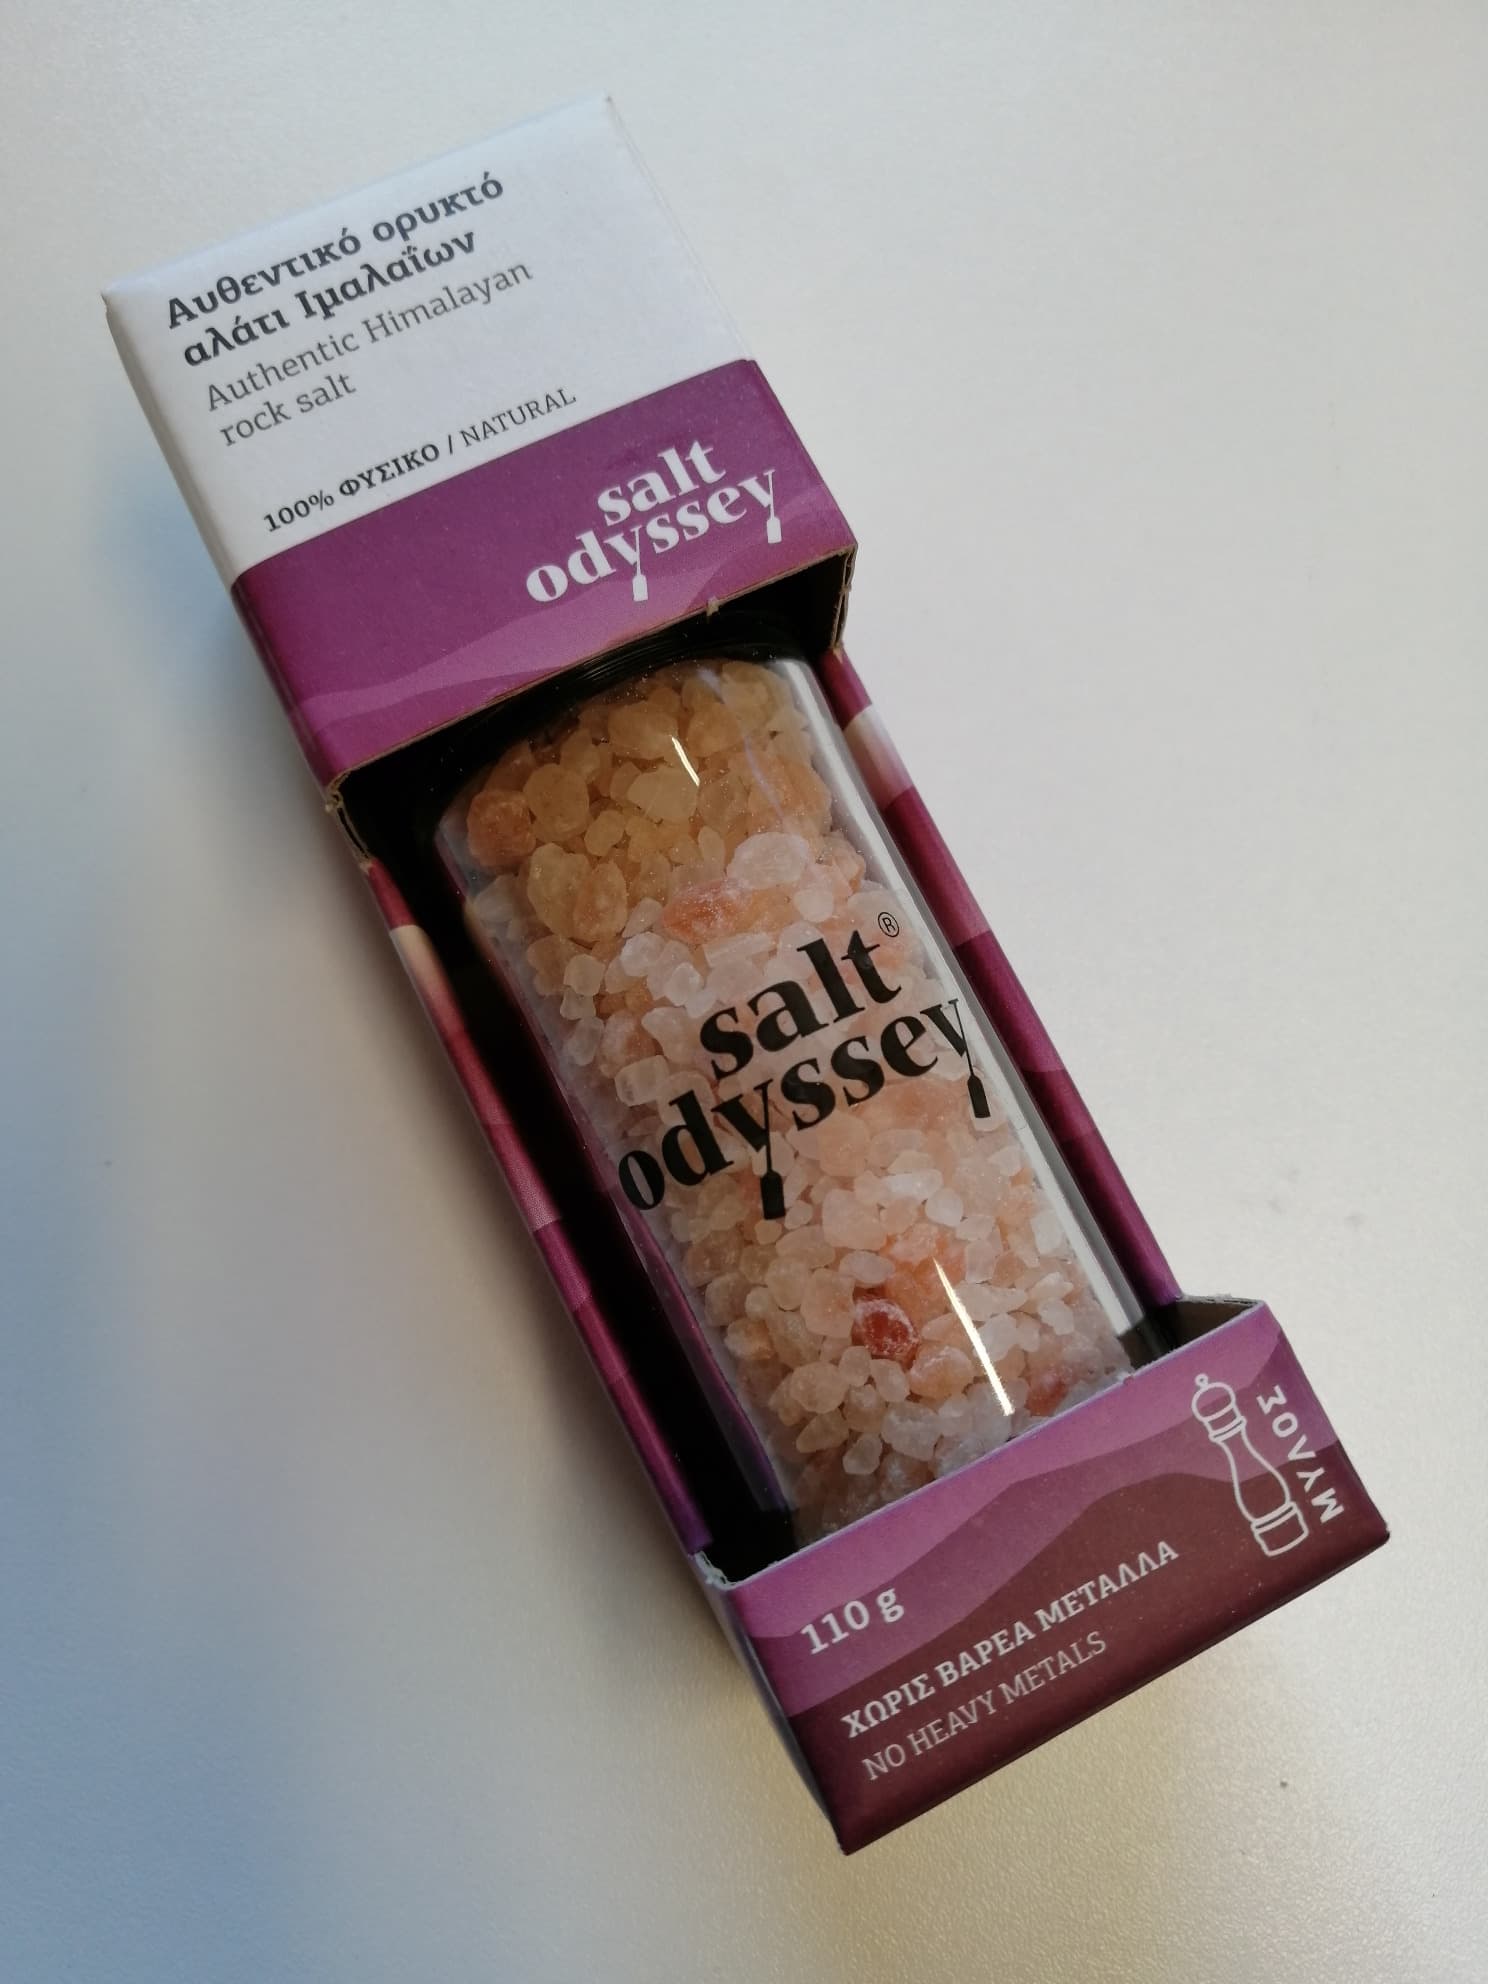 Αυθεντικό ορυκτό
αλάτι Ιμαλαΐων
Authentic Himalayan
rock salt
100% ΦΥΣΙΚΟ / NATURAL
salt
odyssey
salt®
odyssey
ΜΥΛΟΣ
110 g
ΧΩΡΙΣ ΒΑΡΕΑ ΜΕΤΑΛΛΑ
NO HEAVY METALS